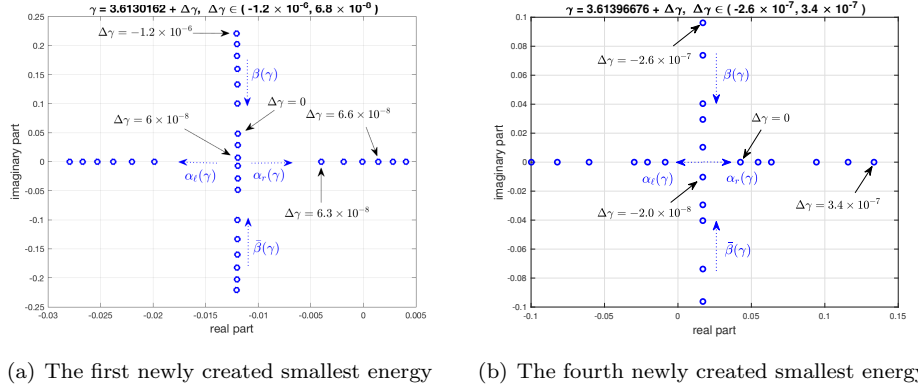 γ = 3.6130162 + Δγ, Δγ ∈ ( -1.2 × 10⁻⁶, 6.8 × 10⁻⁸ )
0.25
0.2
0.15
0.1
0.05
0
-0.05
-0.1
-0.15
-0.2
-0.25
imaginary part
-0.03
-0.025
-0.02
-0.015
-0.01
-0.005
0
0.005
real part
Δγ = −1.2 × 10⁻⁶
β(γ)
Δγ = 0
Δγ = 6 × 10⁻⁸
Δγ = 6.6 × 10⁻⁸
α_ℓ(γ)
α_r(γ)
Δγ = 6.3 × 10⁻⁸
β̄(γ)
(a) The first newly created smallest energy
γ = 3.61396676 + Δγ, Δγ ∈ ( -2.6 × 10⁻⁷, 3.4 × 10⁻⁷ )
0.1
0.08
0.06
0.04
0.02
0
-0.02
-0.04
-0.06
-0.08
-0.1
imaginary part
-0.1
-0.05
0
0.05
0.1
0.15
real part
Δγ = −2.6 × 10⁻⁷
β(γ)
Δγ = 0
α_ℓ(γ)
α_r(γ)
Δγ = −2.0 × 10⁻⁸
Δγ = 3.4 × 10⁻⁷
β̄(γ)
(b) The fourth newly created smallest energy